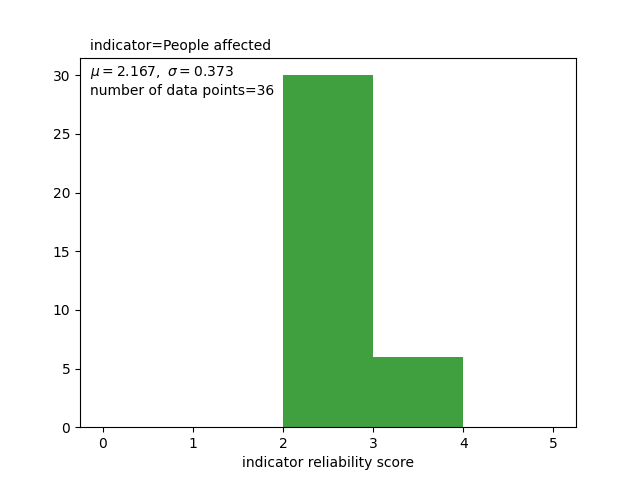 indicator=People affected
μ = 2.167, σ = 0.373
number of data points=36
30
25
20
15
10
5
0
0 1 2 3 4 5
indicator reliability score